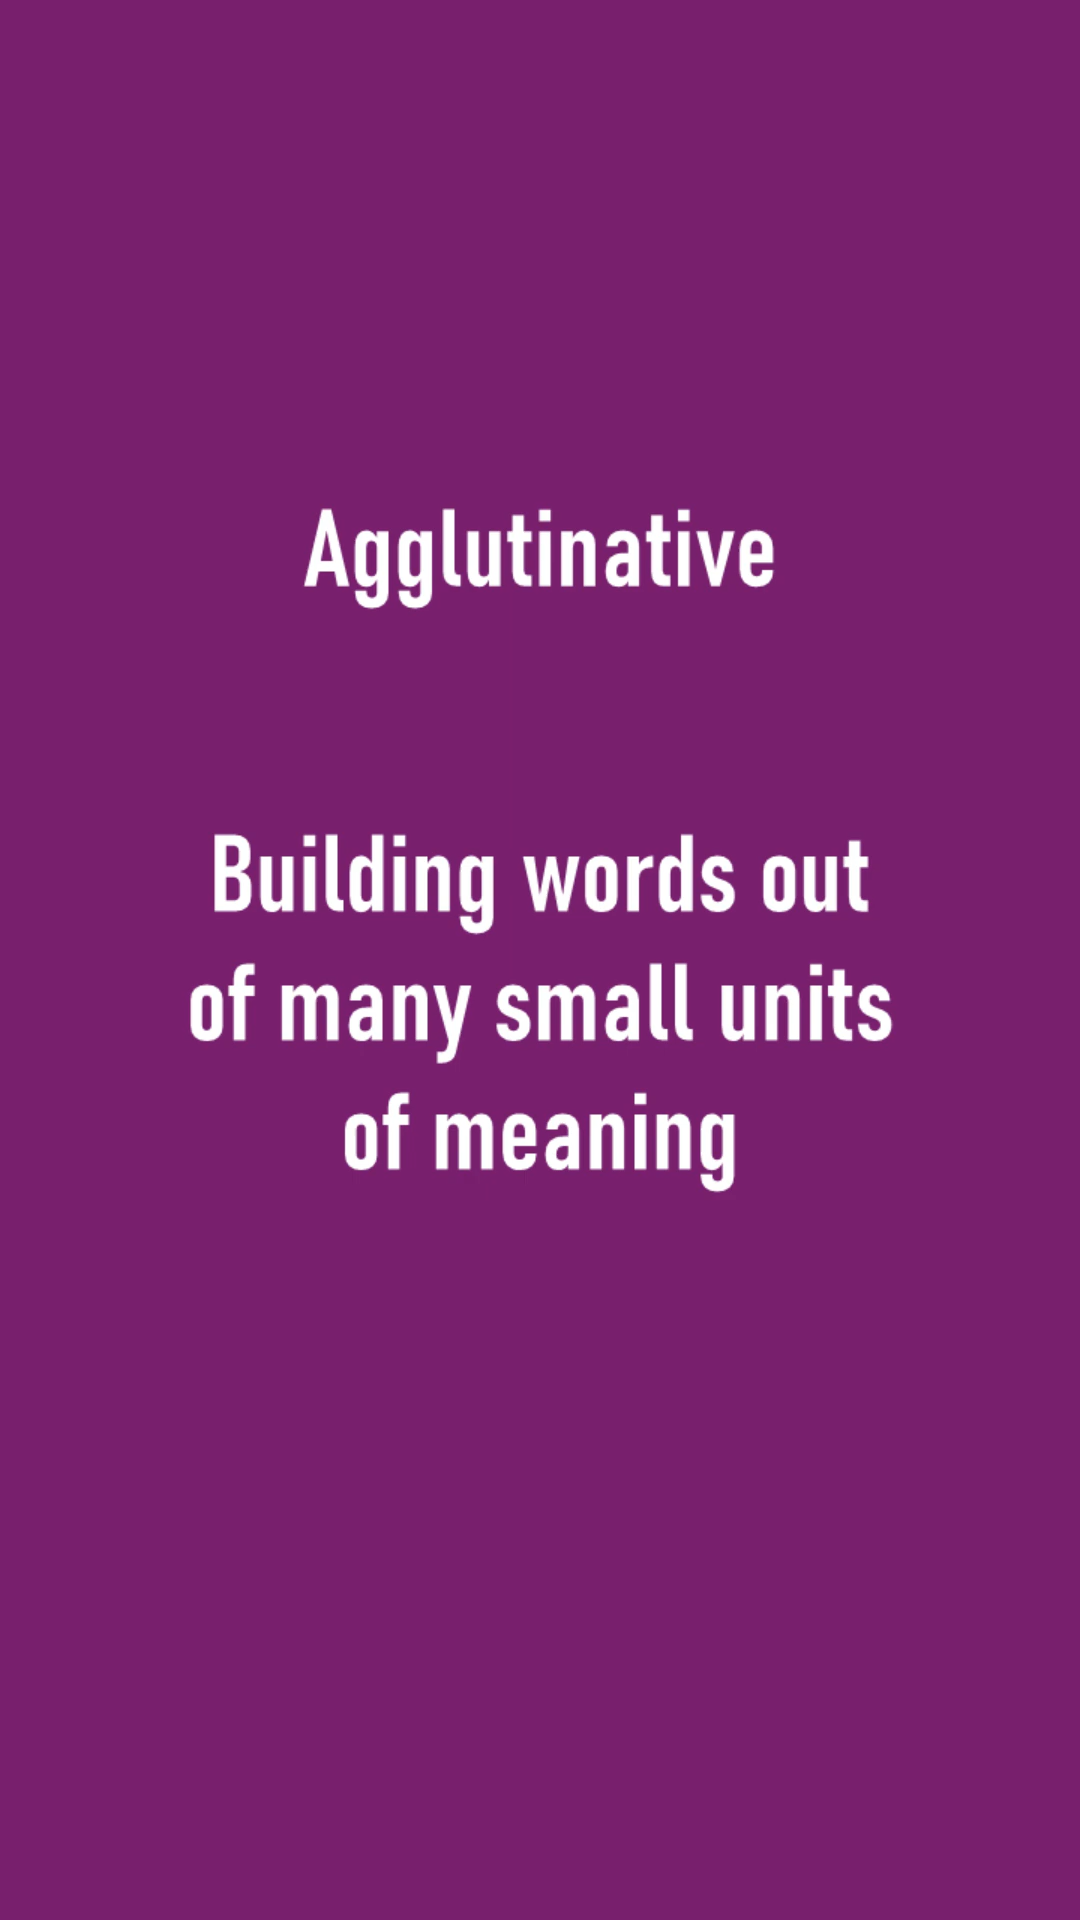 Agglutinative
Building words out
of many small units
of meaning